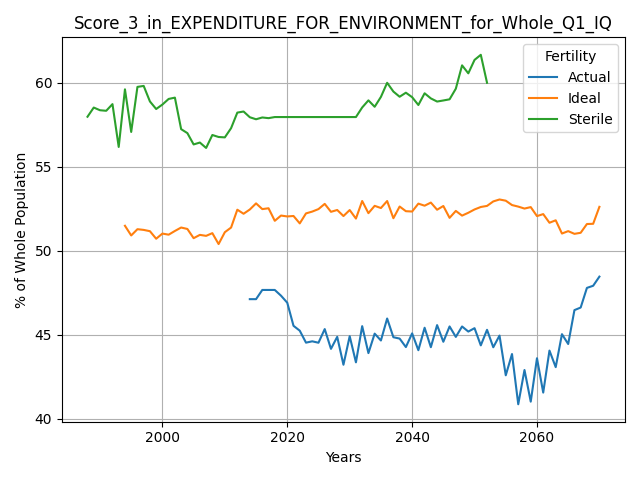 Score_3_in_EXPENDITURE_FOR_ENVIRONMENT_for_Whole_Q1_IQ
Fertility
Actual
Ideal
Sterile
% of Whole Population
60
55
50
45
40
2000
2020
2040
2060
Years